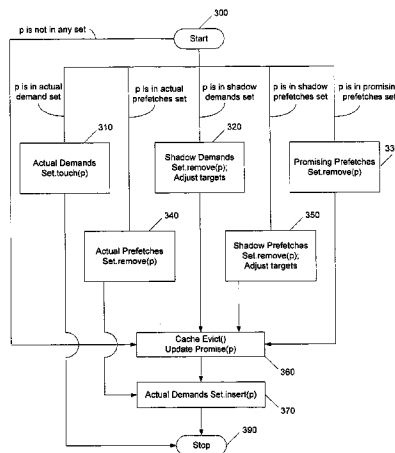 300
p is not in any set
Start
p is in actual
demand set
p is in actual
prefetches set
p is in shadow
demands set
p is in shadow
prefetches set
p is in promising
prefetches set
310
320
33
Actual Demands
Set.touch(p)
Shadow Demands
Set.remove(p);
Adjust targets
Promising Prefetches
Set.remove(p)
340
350
Actual Prefetches
Set.remove(p)
Shadow Prefetches
Set.remove(p);
Adjust targets
Cache Evict()
Update Promise(p)
360
Actual Demands Set.insert(p)
370
Stop
390